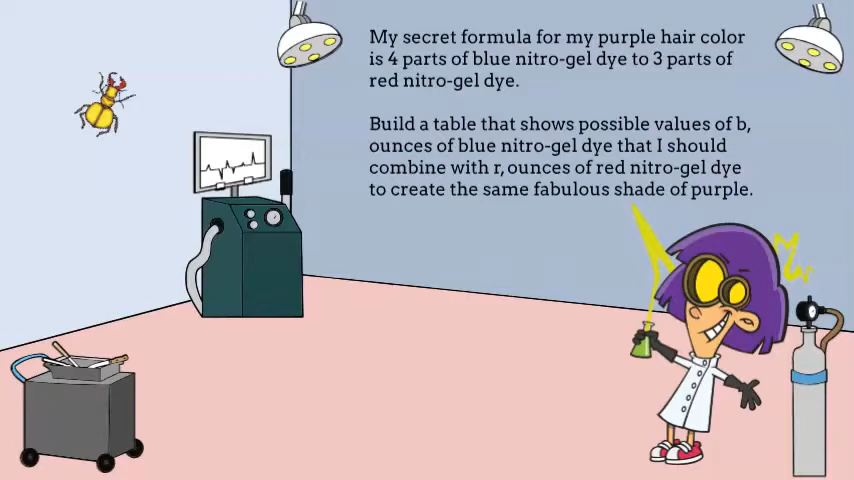 My secret formula for my purple hair color
is 4 parts of blue nitro-gel dye to 3 parts of
red nitro-gel dye.
Build a table that shows possible values of b,
ounces of blue nitro-gel dye that I should
combine with r, ounces of red nitro-gel dye
to create the same fabulous shade of purple.